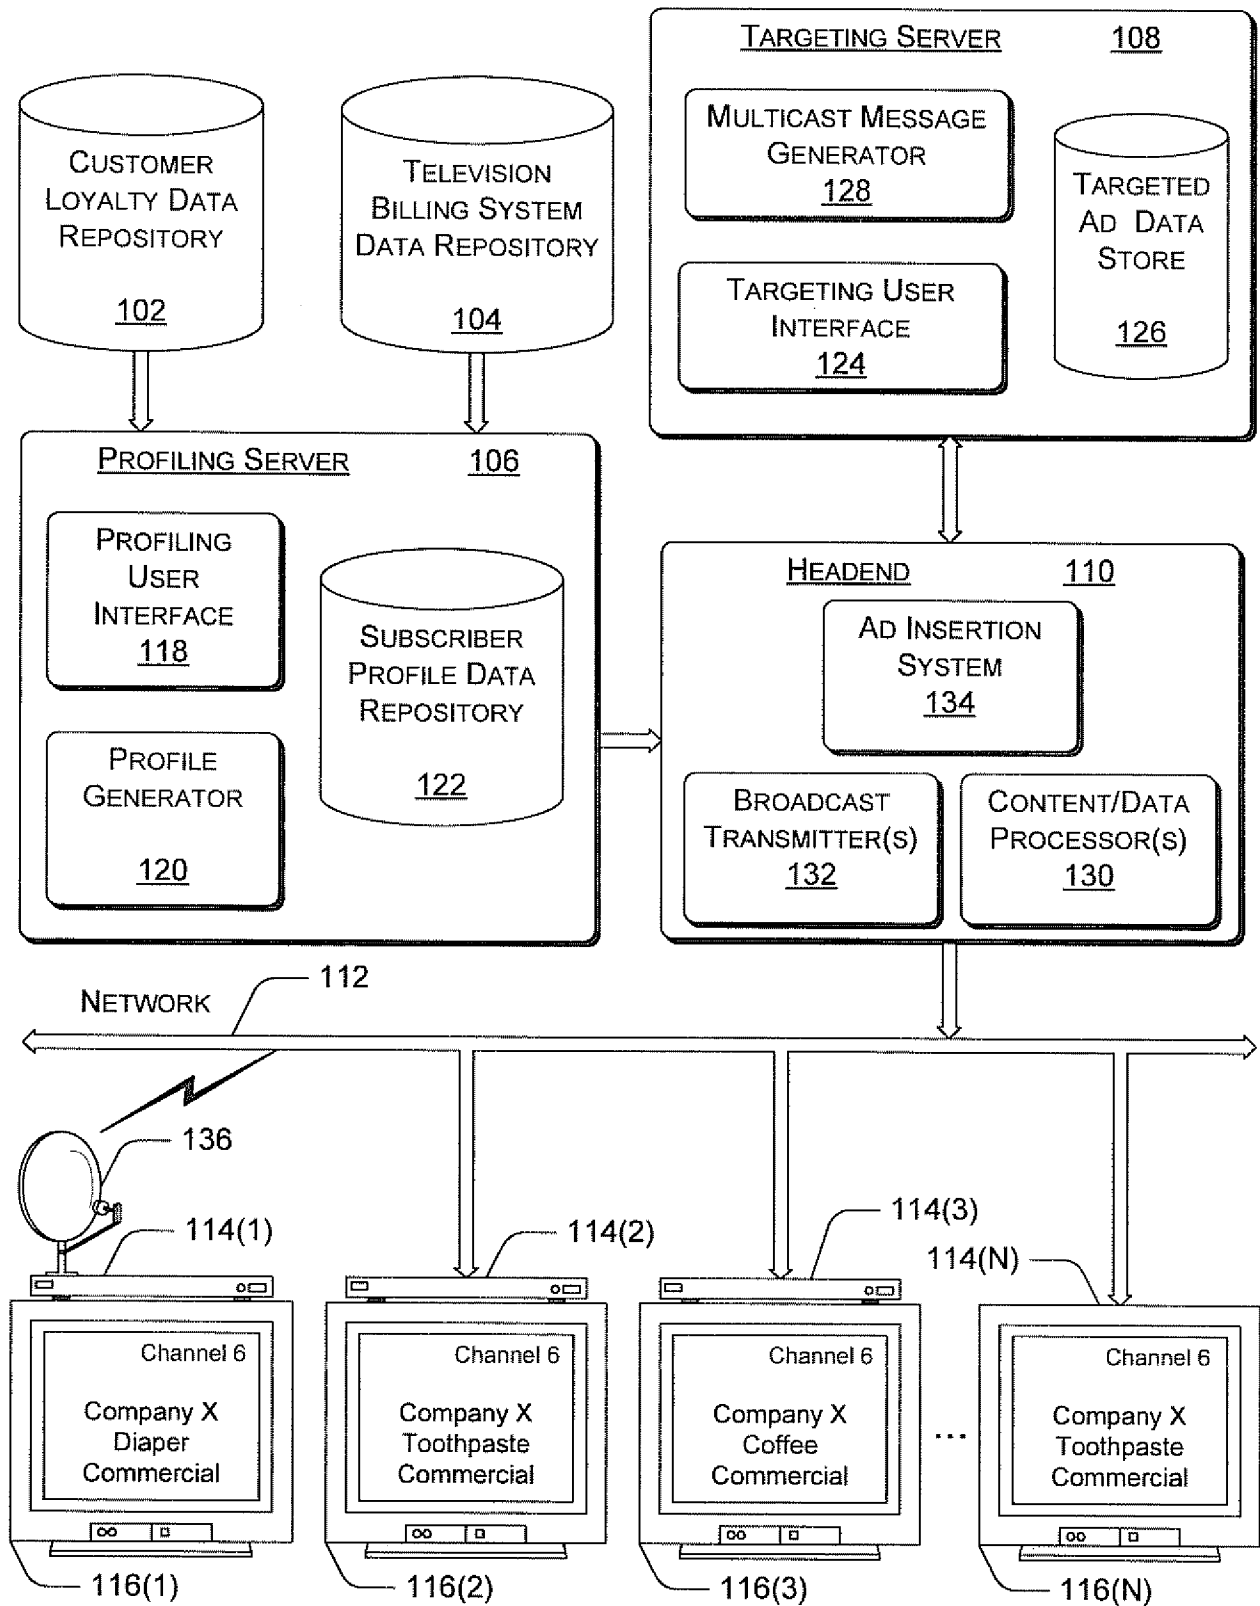 TARGETING SERVER 108
MULTICAST MESSAGE
GENERATOR
128
TARGETED
AD DATA
STORE
126
TARGETING USER
INTERFACE
124
CUSTOMER
LOYALTY DATA
REPOSITORY
102
TELEVISION
BILLING SYSTEM
DATA REPOSITORY
104
PROFILING SERVER 106
PROFILING
USER
INTERFACE
118
SUBSCRIBER
PROFILE DATA
REPOSITORY
122
PROFILE
GENERATOR
120
HEADEND 110
AD INSERTION
SYSTEM
134
BROADCAST
TRANSMITTER(S)
132
CONTENT/DATA
PROCESSOR(S)
130
NETWORK
112
136
114(1)
114(2)
114(3)
114(N)
Channel 6
Company X
Diaper
Commercial
Channel 6
Company X
Toothpaste
Commercial
Channel 6
Company X
Coffee
Commercial
...
Channel 6
Company X
Toothpaste
Commercial
116(1)
116(2)
116(3)
116(N)